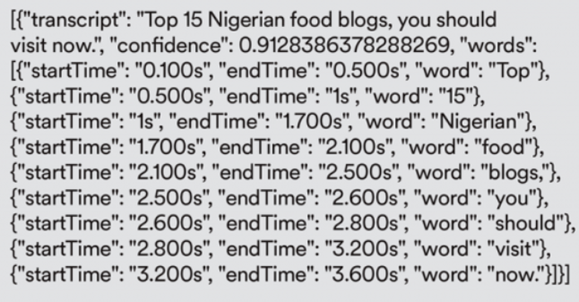 [{"transcript": "Top 15 Nigerian food blogs, you should
visit now.", "confidence": 0.9128386378288269, "words":
[{"startTime": "0.100s", "endTime": "0.500s", "word": "Top"},
{"startTime": "0.500s", "endTime": "1s", "word": "15"},
{"startTime": "1s", "endTime": "1.700s", "word": "Nigerian"},
{"startTime": "1.700s", "endTime": "2.100s", "word": "food"},
{"startTime": "2.100s", "endTime": "2.500s", "word": "blogs,"},
{"startTime": "2.500s", "endTime": "2.600s", "word": "you"},
{"startTime": "2.600s", "endTime": "2.800s", "word": "should"},
{"startTime": "2.800s", "endTime": "3.200s", "word": "visit"},
{"startTime": "3.200s", "endTime": "3.600s", "word": "now."}]}]